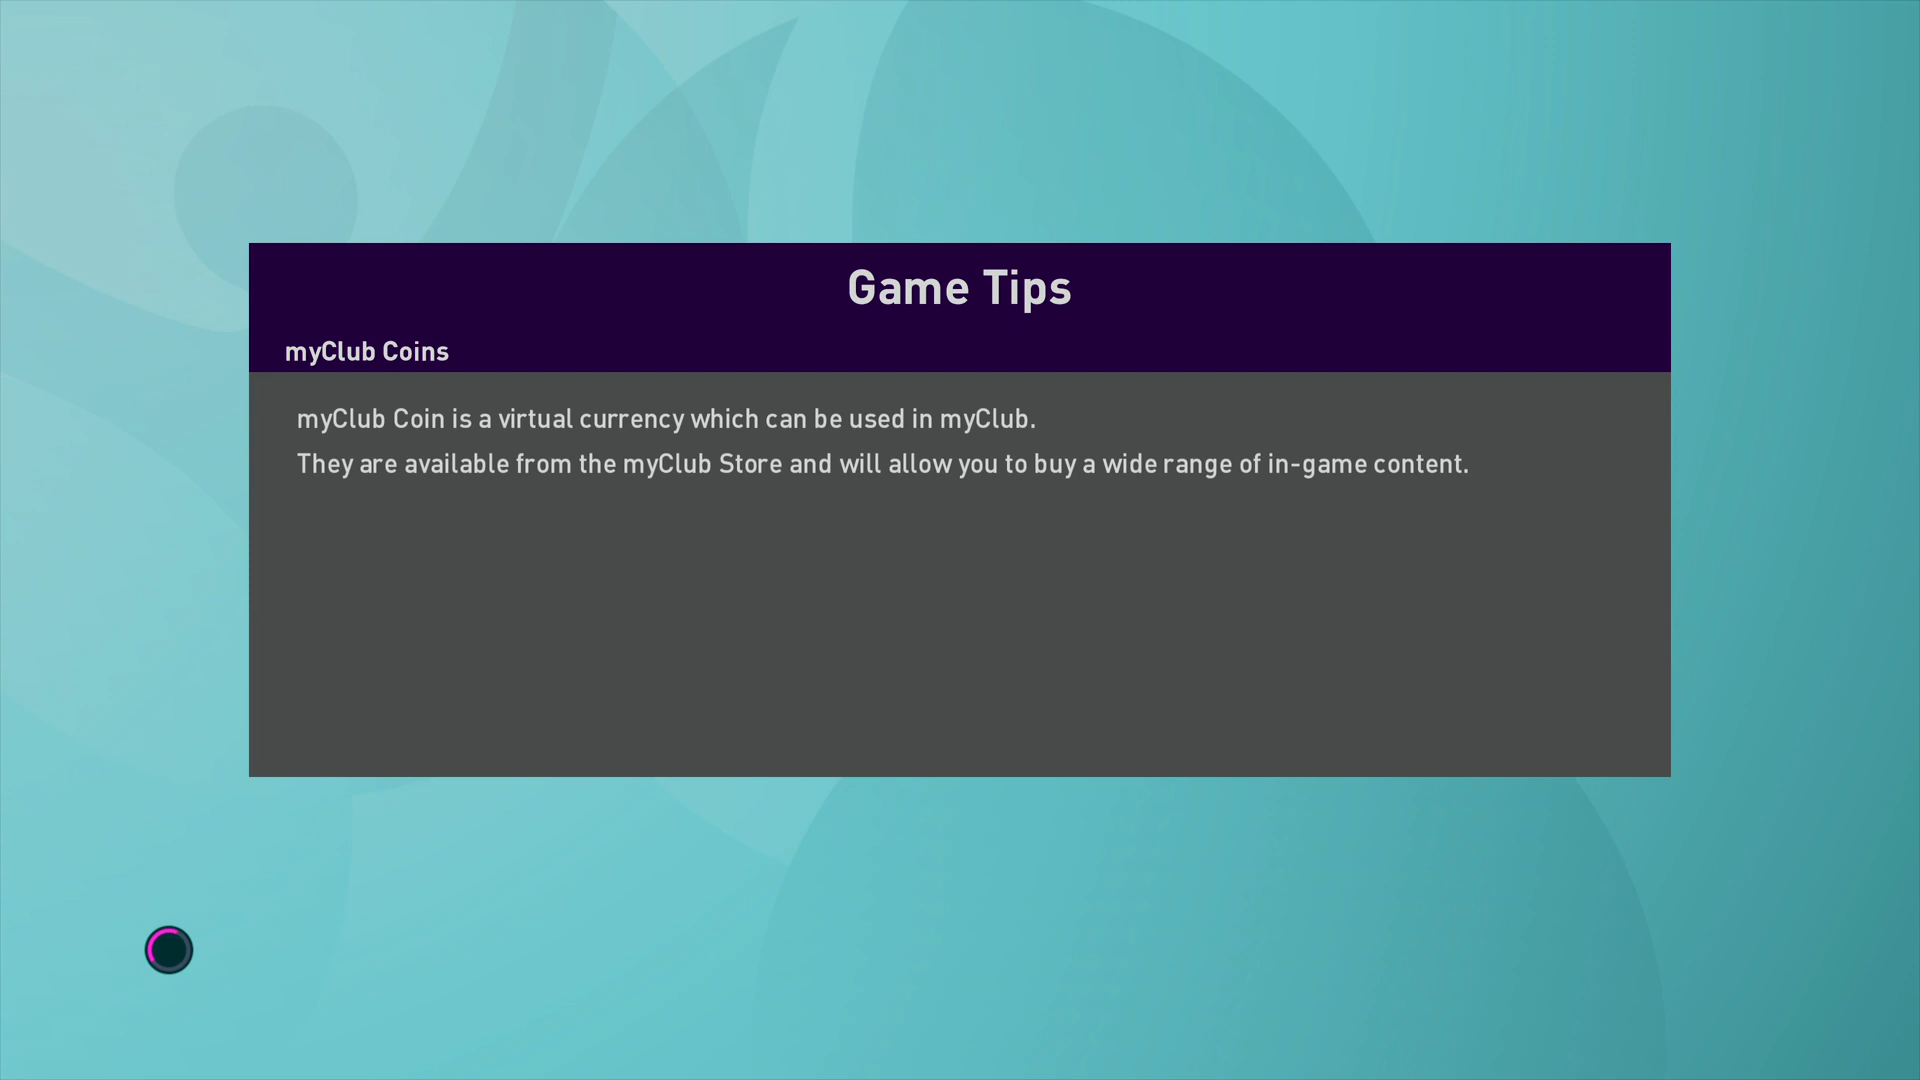 Game Tips
myClub Coins
myClub Coin is a virtual currency which can be used in myClub.
They are available from the myClub Store and will allow you to buy a wide range of in-game content.